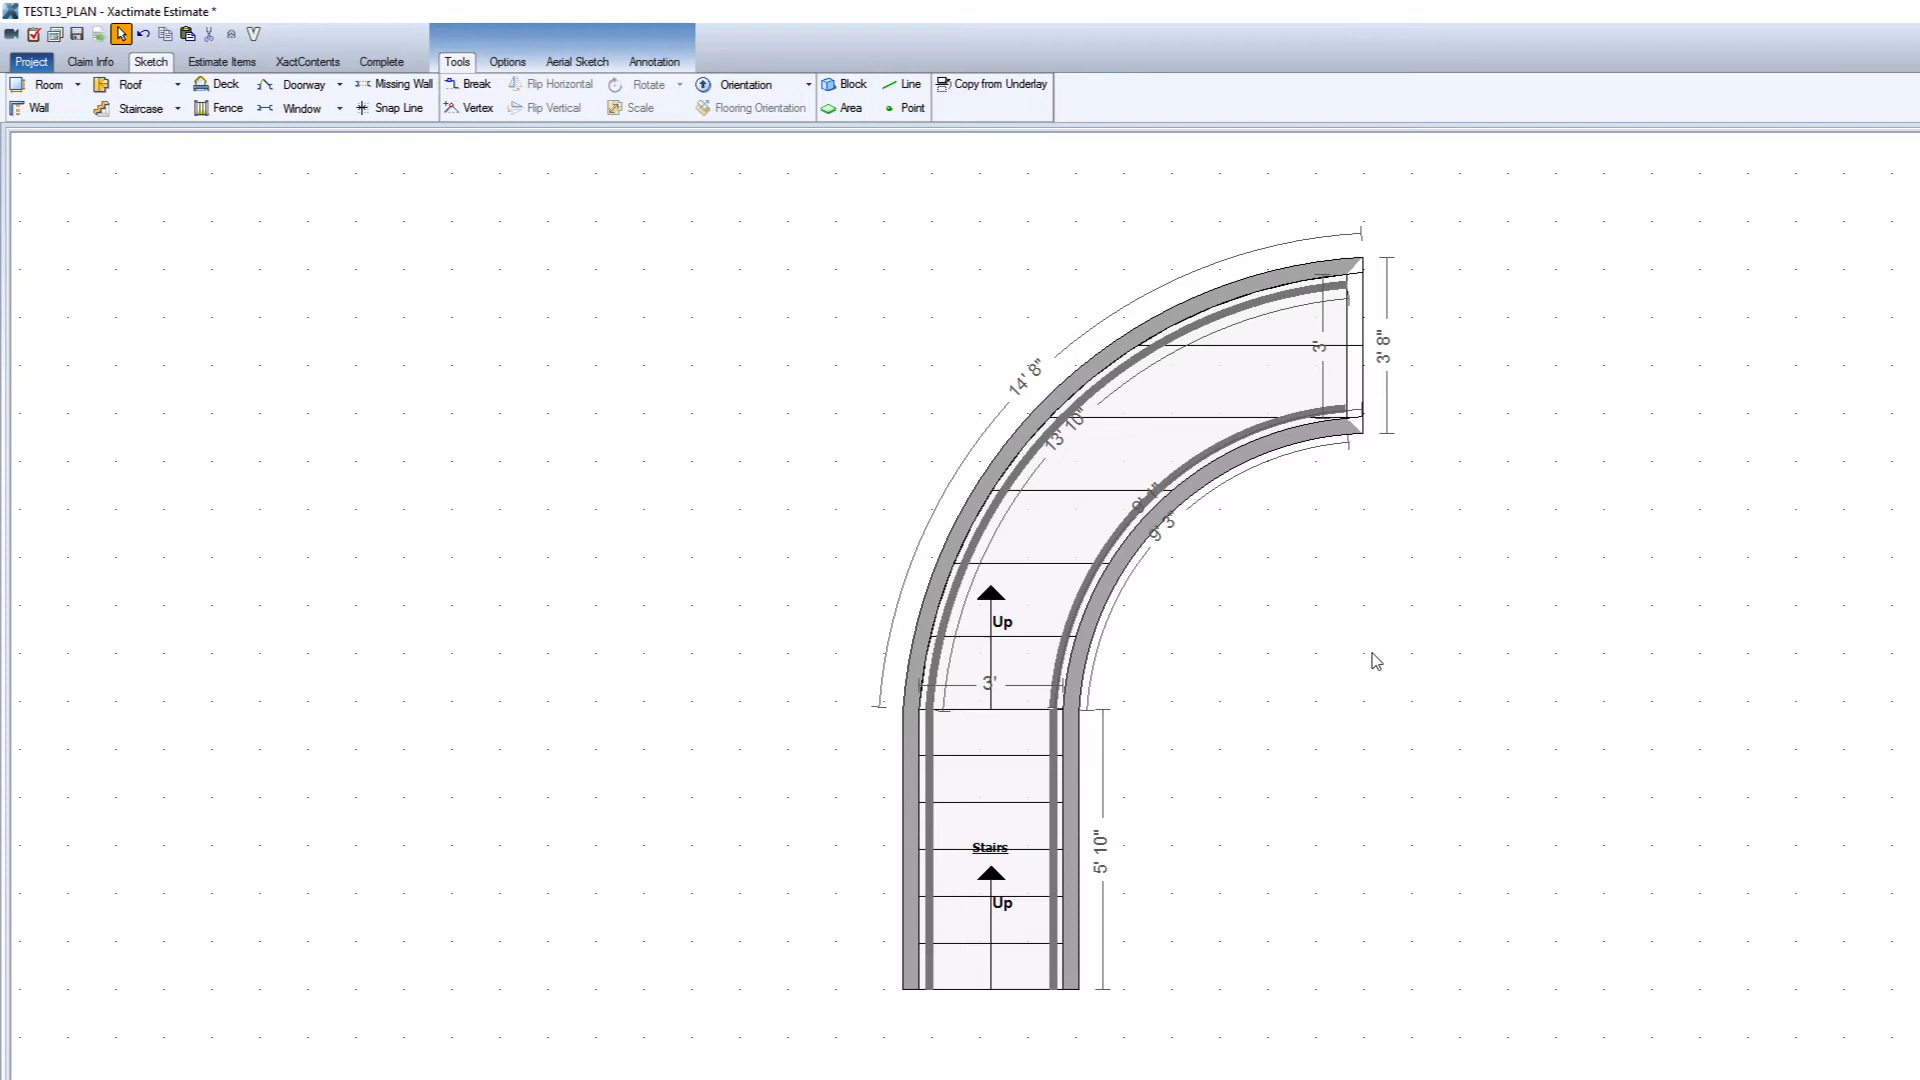 TESTL3_PLAN - Xactimate Estimate *
Project Claim Info Sketch Estimate Items XactContents Complete Tools Options Aerial Sketch Annotation
Room Roof Deck Doorway Missing Wall Break Flip Horizontal Rotate Orientation Block Line Copy from Underlay
Wall Staircase Fence Window Snap Line Vertex Flip Vertical Scale Flooring Orientation Area Point
3'
3' 8"
14' 8"
13' 10"
9' 1"
9' 3"
Up
3'
Stairs
5' 10"
Up